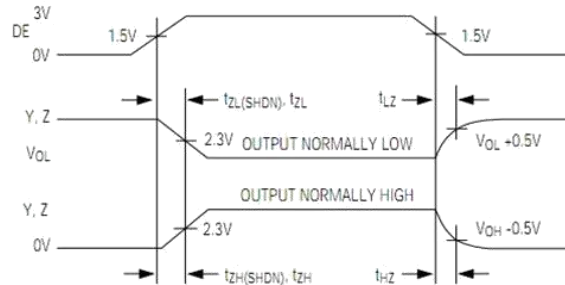 3V
DE
1.5V
1.5V
0V
tZL(SHDN), tZL
tLZ
Y, Z
2.3V
OUTPUT NORMALLY LOW
VOL +0.5V
VOL
OUTPUT NORMALLY HIGH
Y, Z
2.3V
VOH -0.5V
0V
tZH(SHDN), tZH
tHZ